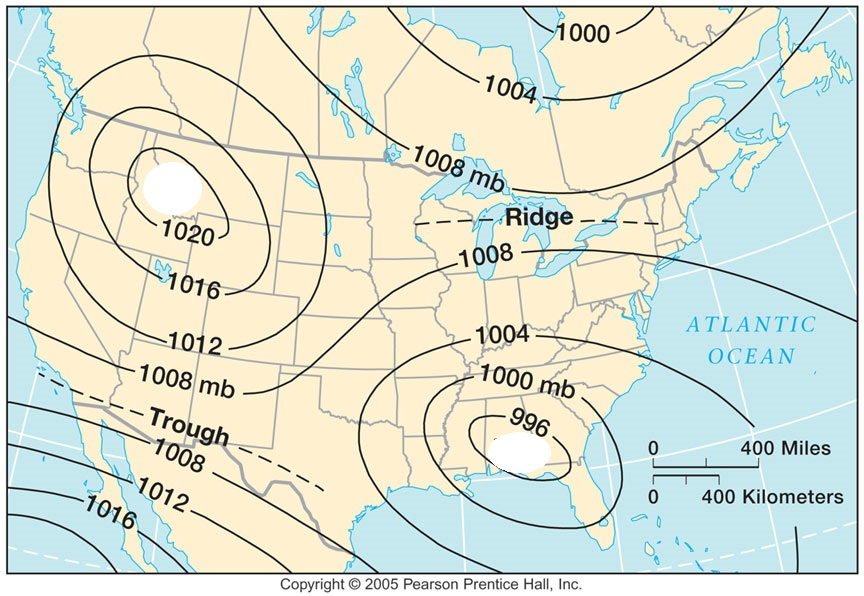 1000
1004
1008 mb
Ridge
1020
1008
1016
ATLANTIC
OCEAN
1004
1012
1008 mb
1000 mb
996
Trough
1008
0 400 Miles
1012
0 400 Kilometers
1016
Copyright © 2005 Pearson Prentice Hall, Inc.